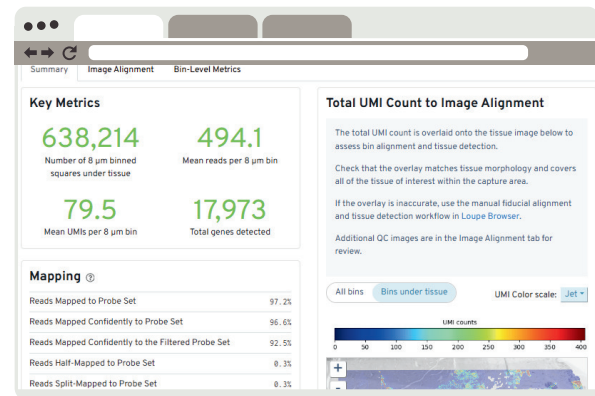 Summary
Image Alignment
Bin-Level Metrics
Key Metrics
638,214
Number of 8 µm binned
squares under tissue
494.1
Mean reads per 8 µm bin
79.5
Mean UMIs per 8 µm bin
17,973
Total genes detected
Mapping ?
Reads Mapped to Probe Set 97.2%
Reads Mapped Confidently to Probe Set 96.6%
Reads Mapped Confidently to the Filtered Probe Set 92.5%
Reads Half-Mapped to Probe Set 0.3%
Reads Split-Mapped to Probe Set 0.3%
Total UMI Count to Image Alignment
The total UMI count is overlaid onto the tissue image below to
assess bin alignment and tissue detection.
Check that the overlay matches tissue morphology and covers
all of the tissue of interest within the capture area.
If the overlay is inaccurate, use the manual fiducial alignment
and tissue detection workflow in Loupe Browser.
Additional QC images are in the Image Alignment tab for
review.
All bins
Bins under tissue
UMI Color scale: Jet
UMI counts
0 50 100 150 200 250 300 350 400
+
-